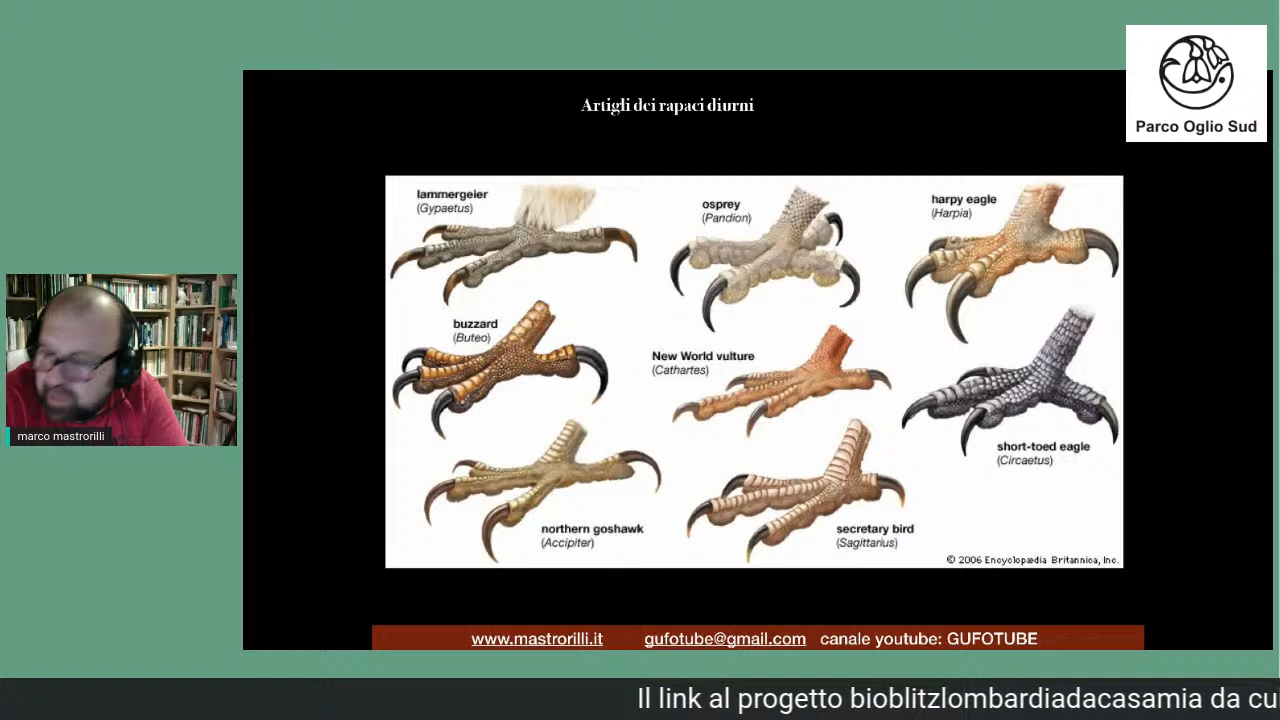 Parco Oglio Sud
Artigli dei rapaci diurni
lammergeier
(Gypaetus)
osprey
(Pandion)
harpy eagle
(Harpia)
buzzard
(Buteo)
New World vulture
(Cathartes)
short-toed eagle
(Circaetus)
northern goshawk
(Accipiter)
secretary bird
(Sagittarius)
© 2006 Encyclopædia Britannica, Inc.
marco mastrorilli
www.mastrorilli.it gufotube@gmail.com canale youtube: GUFOTUBE
Il link al progetto bioblitzlombardiadacasamia da cu